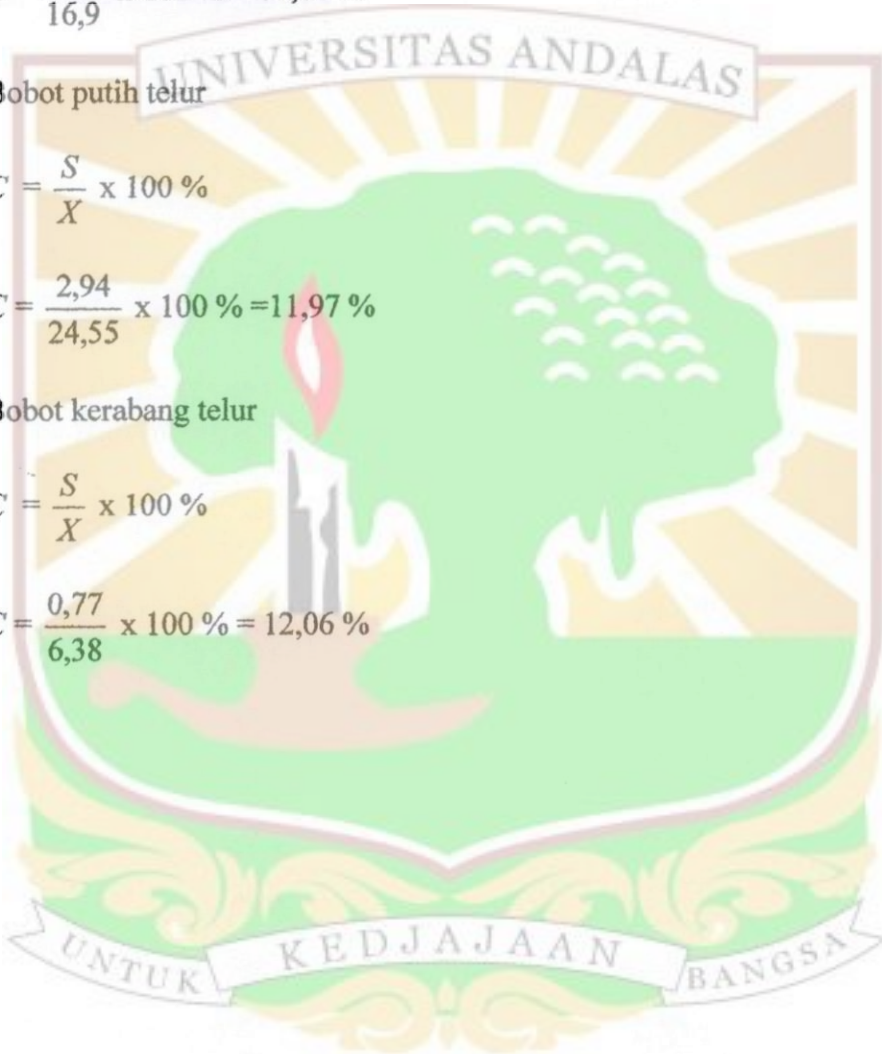 16,9
UNIVERSITAS ANDALAS
obot putih telur
= S/X x 100 %
= 2,94/24,55 x 100 % =11,97 %
obot kerabang telur
= S/X x 100 %
= 0,77/6,38 x 100 % = 12,06 %
UNTUK KEDJAJAAN BANGSA